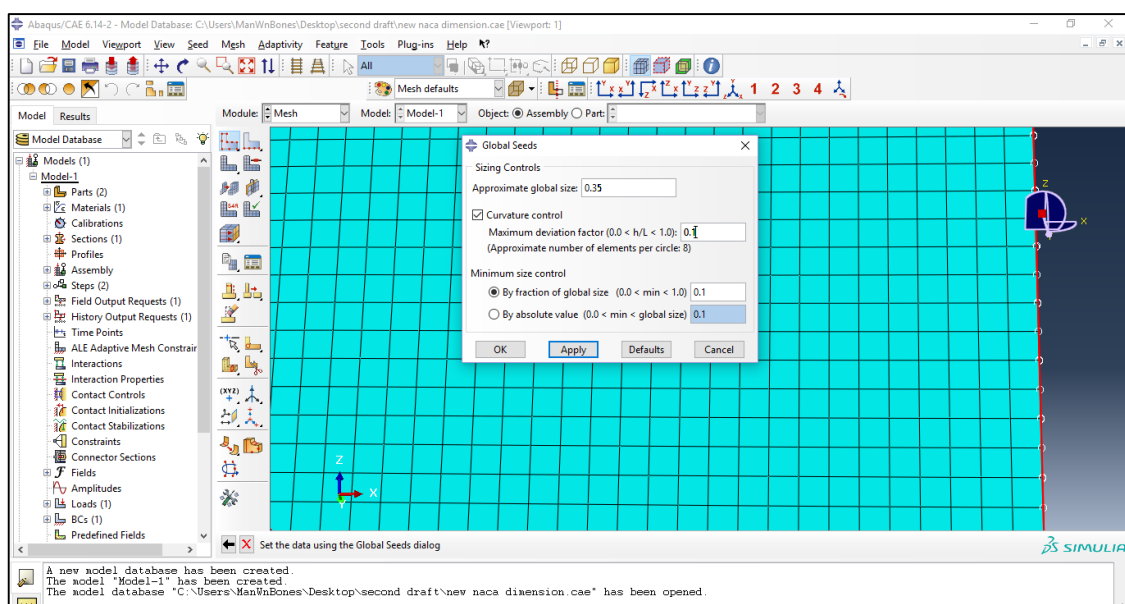 Abaqus/CAE 6.14-2 - Model Database: C:\Users\ManWnBones\Desktop\second draft\new naca dimension.cae [Viewport: 1]
File Model Viewport View Seed Mesh Adaptivity Feature Tools Plug-ins Help
All
Mesh defaults
1 2 3 4
Model Results
Module: Mesh Model: Model-1 Object: Assembly Part:
Model Database
Models (1)
Model-1
Parts (2)
Materials (1)
Calibrations
Sections (1)
Profiles
Assembly
Steps (2)
Field Output Requests (1)
History Output Requests (1)
Time Points
ALE Adaptive Mesh Constrair
Interactions
Interaction Properties
Contact Controls
Contact Initializations
Contact Stabilizations
Constraints
Connector Sections
Fields
Amplitudes
Loads (1)
BCs (1)
Predefined Fields
Global Seeds
Sizing Controls
Approximate global size: 0.35
Curvature control
Maximum deviation factor (0.0 < h/L < 1.0): 0.1
(Approximate number of elements per circle: 8)
Minimum size control
By fraction of global size (0.0 < min < 1.0) 0.1
By absolute value (0.0 < min < global size) 0.1
OK Apply Defaults Cancel
Z
X
Z
X
Y
Set the data using the Global Seeds dialog
SIMULIA
A new model database has been created.
The model "Model-1" has been created.
The model database "C:\Users\ManWnBones\Desktop\second draft\new naca dimension.cae" has been opened.